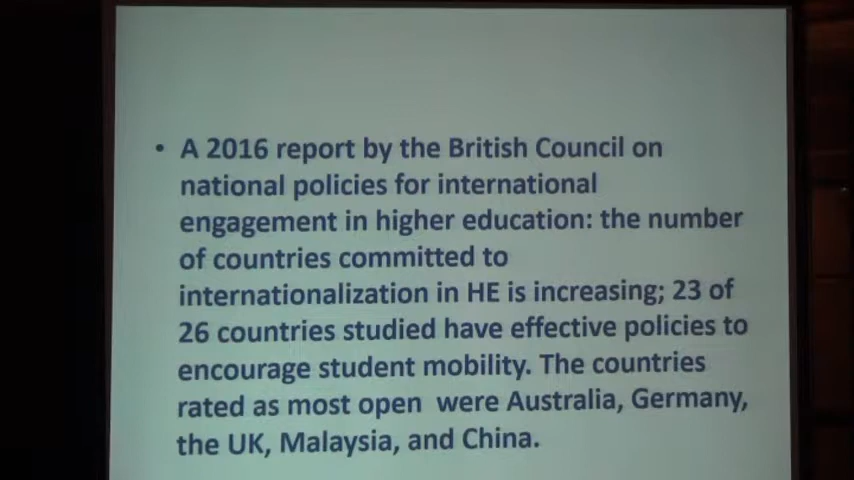 • A 2016 report by the British Council on
national policies for international
engagement in higher education: the number
of countries committed to
internationalization in HE is increasing; 23 of
26 countries studied have effective policies to
encourage student mobility. The countries
rated as most open were Australia, Germany,
the UK, Malaysia, and China.